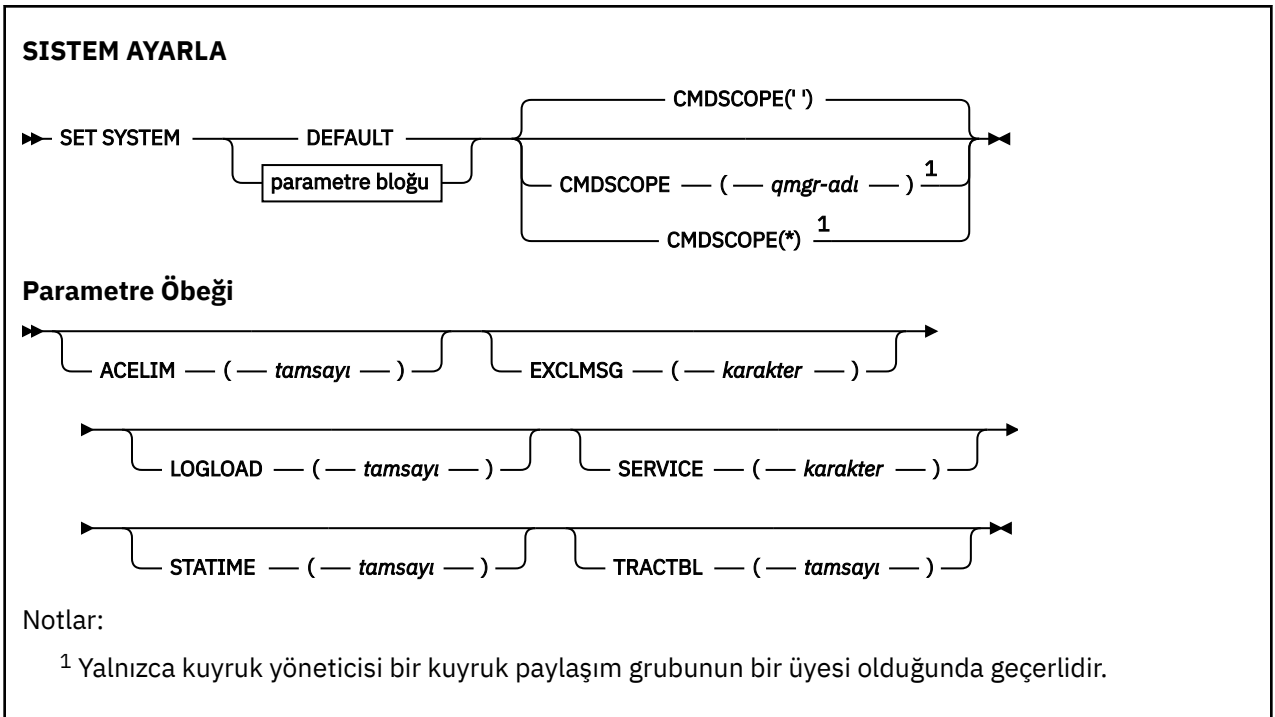 SISTEM AYARLA
CMDSCOPE(' ')
SET SYSTEM DEFAULT
parametre bloğu CMDSCOPE ( qmgr-adı ) 1
CMDSCOPE(*) 1
Parametre Öbeği
ACELIM ( tamsayı ) EXCLMSG ( karakter )
LOGLOAD ( tamsayı ) SERVICE ( karakter )
STATIME ( tamsayı ) TRACTBL ( tamsayı )
Notlar:
1 Yalnızca kuyruk yöneticisi bir kuyruk paylaşım grubunun bir üyesi olduğunda geçerlidir.